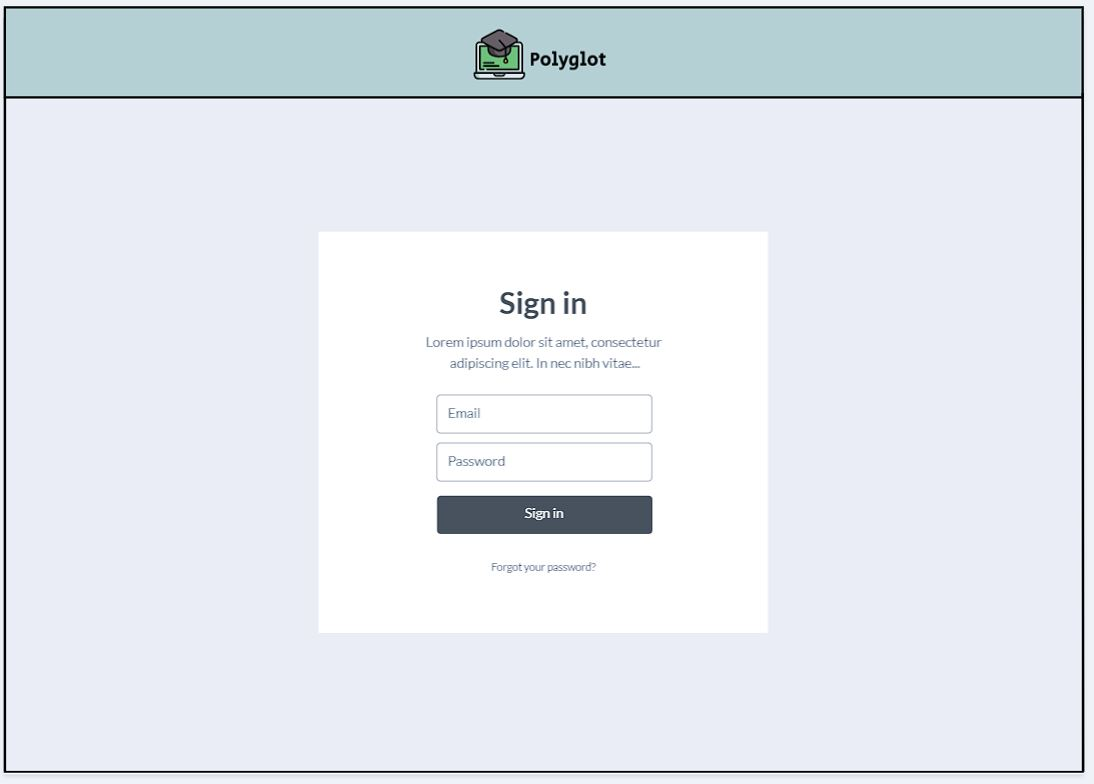 Polyglot
Sign in
Lorem ipsum dolor sit amet, consectetur
adipiscing elit. In nec nibh vitae...
Email
Password
Sign in
Forgot your password?